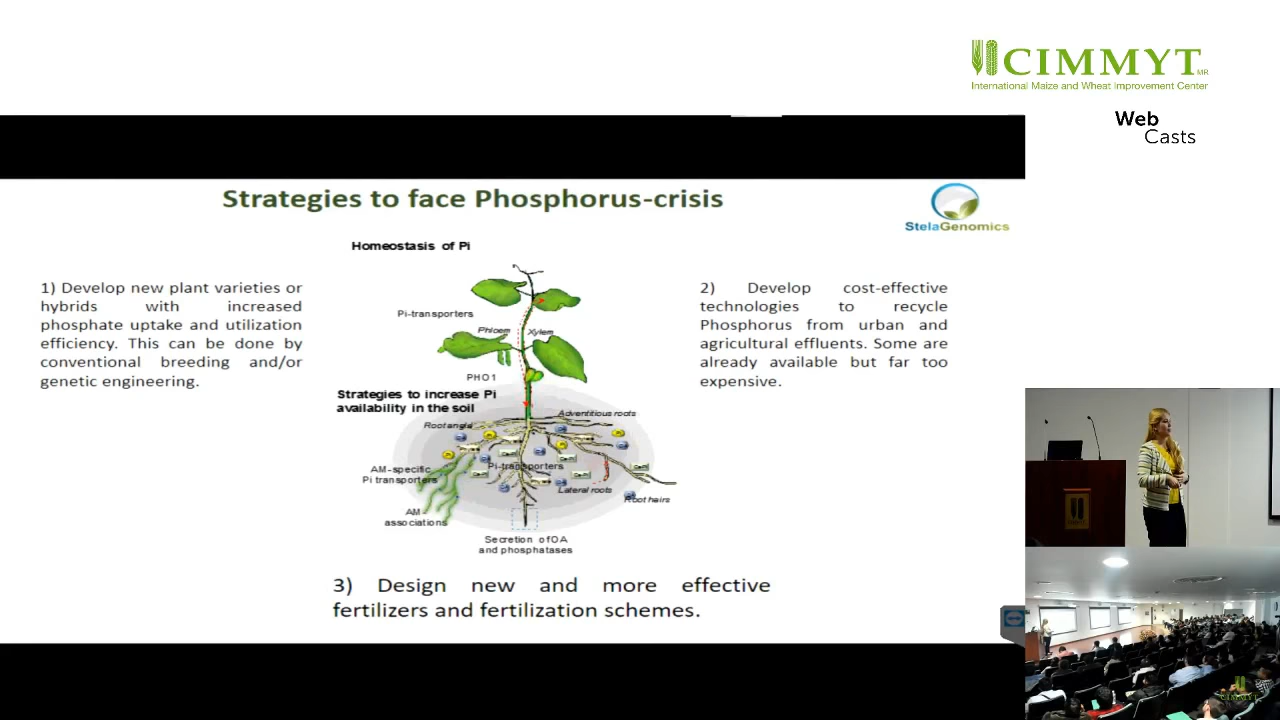 CIMMYT MR
International Maize and Wheat Improvement Center
Web
Casts
Strategies to face Phosphorus-crisis
StelaGenomics
Homeostasis of Pi
1) Develop new plant varieties or
hybrids with increased
phosphate uptake and utilization
efficiency. This can be done by
conventional breeding and/or
genetic engineering.
2) Develop cost-effective
technologies to recycle
Phosphorus from urban and
agricultural effluents. Some are
already available but far too
expensive.
Pi-transporters
Phloem
Xylem
PHO1
Strategies to increase Pi
availability in the soil
Adventitious roots
Root angle
Pi-transporters
AM-specific
Pi transporters
Lateral roots
Root hairs
AM-
associations
Secretion of OA
and phosphatases
3) Design new and more effective
fertilizers and fertilization schemes.
CIMMYT